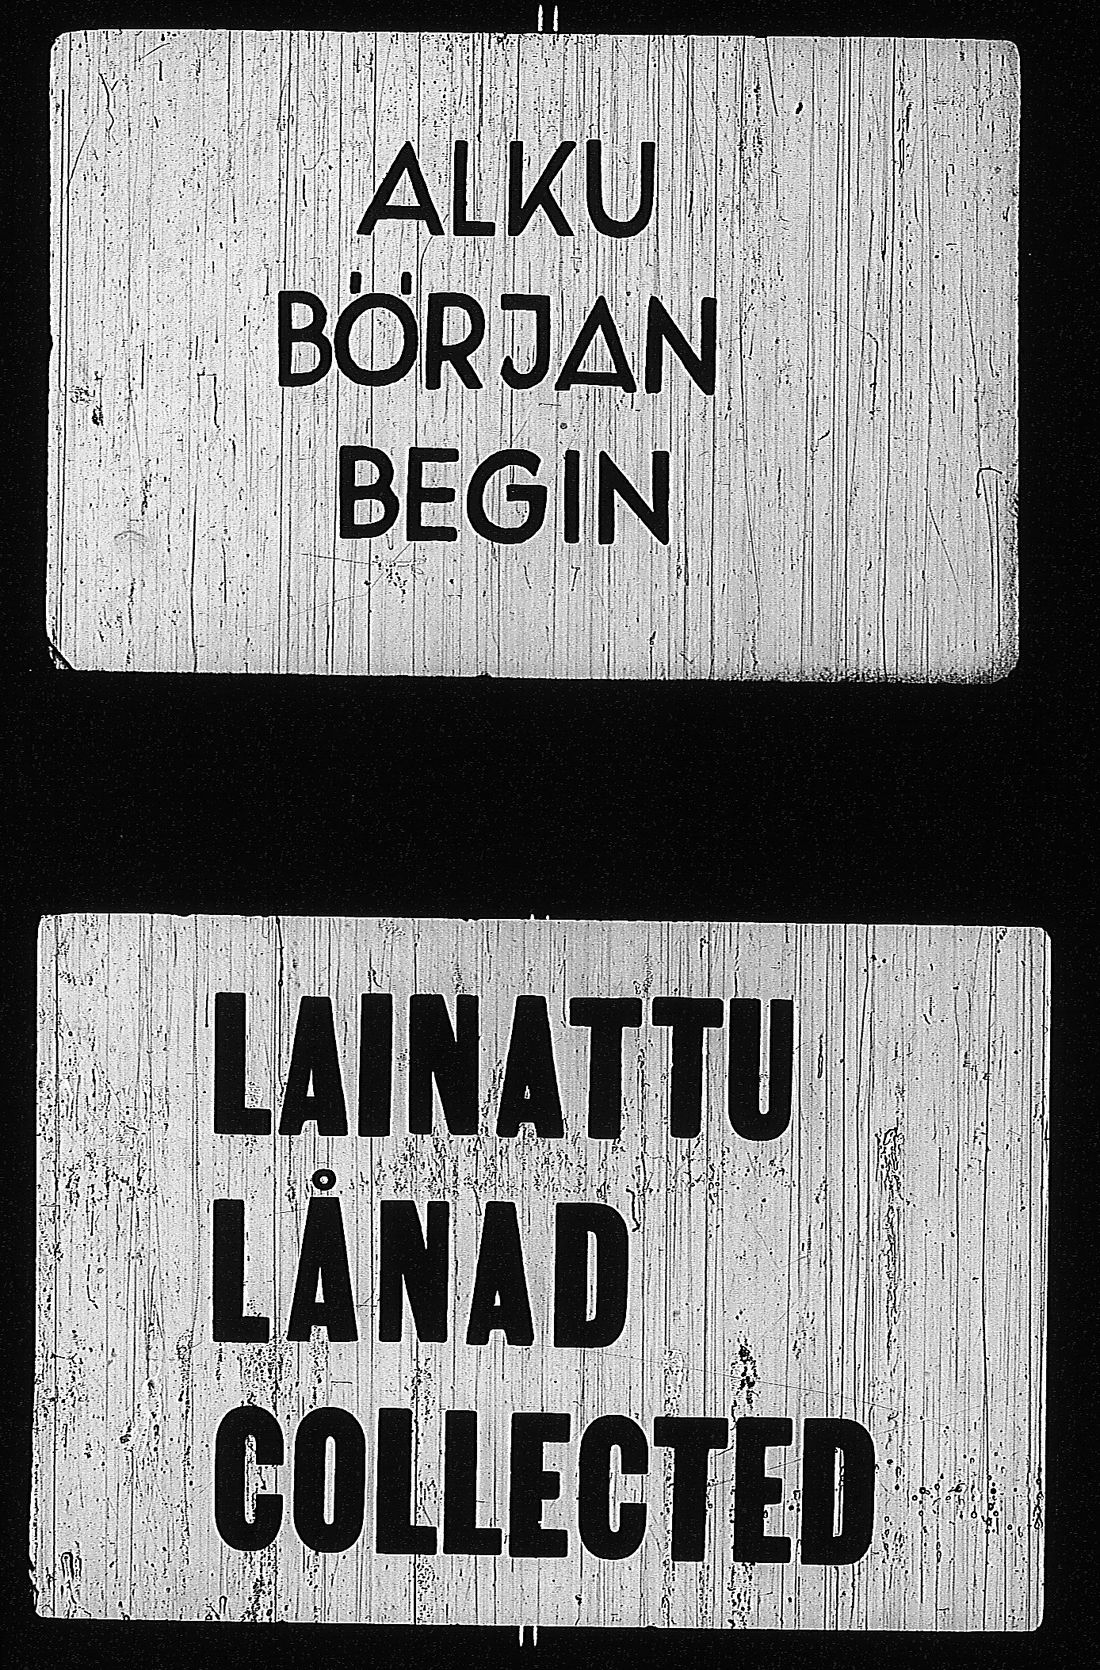 ALKU
BÖRJAN
BEGIN
LAINATTU
LÅNAD
COLLECTED